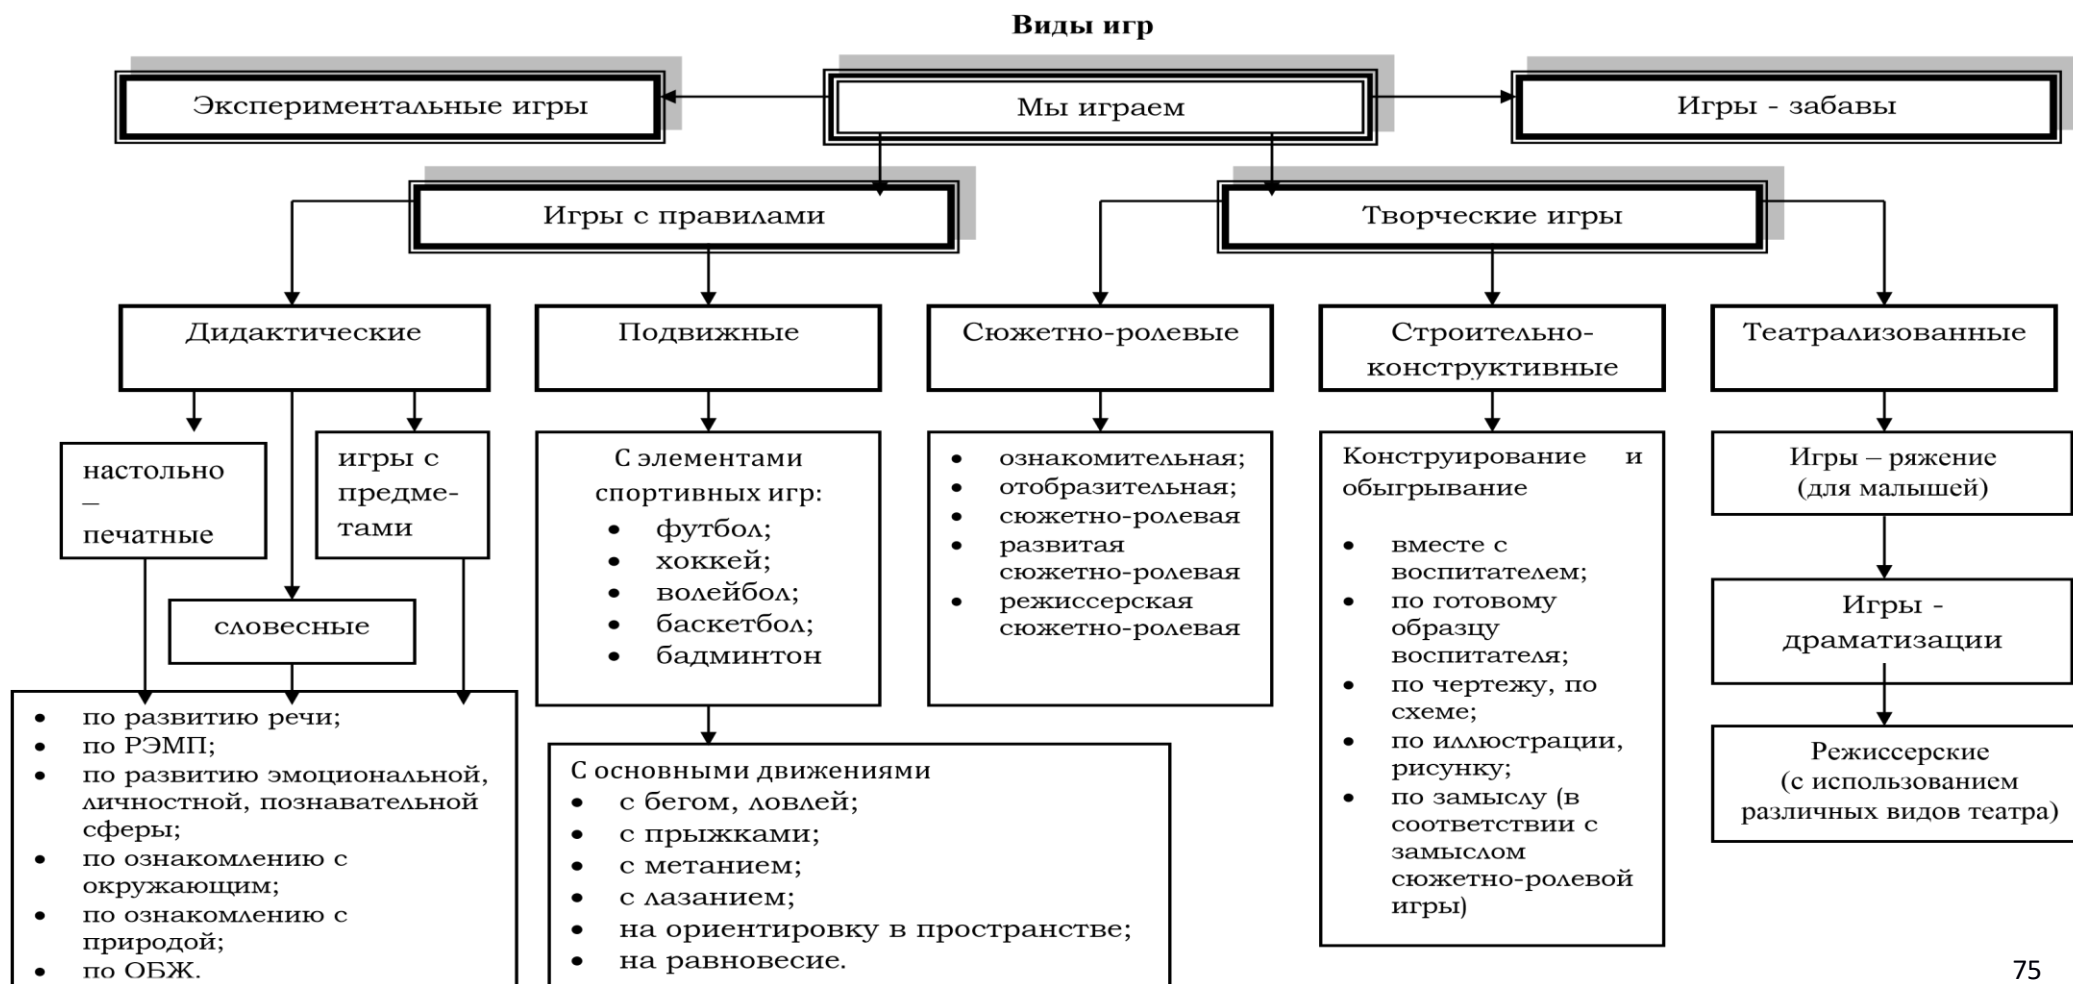 Виды игр
Экспериментальные игры
Мы играем
Игры - забавы
Игры с правилами
Творческие игры
Дидактические
Подвижные
Сюжетно-ролевые
Строительно-
конструктивные
Театрализованные
настольно
–
печатные
игры с
предме-
тами
словесные
• по развитию речи;
• по РЭМП;
• по развитию эмоциональной,
личностной, познавательной
сферы;
• по ознакомлению с
окружающим;
• по ознакомлению с
природой;
• по ОБЖ.
С элементами
спортивных игр:
• футбол;
• хоккей;
• волейбол;
• баскетбол;
• бадминтон
С основными движениями
• с бегом, ловлей;
• с прыжками;
• с метанием;
• с лазанием;
• на ориентировку в пространстве;
• на равновесие.
• ознакомительная;
• отобразительная;
• сюжетно-ролевая
• развитая
сюжетно-ролевая
• режиссерская
сюжетно-ролевая
Конструирование и
обыгрывание
• вместе с
воспитателем;
• по готовому
образцу
воспитателя;
• по чертежу, по
схеме;
• по иллюстрации,
рисунку;
• по замыслу (в
соответствии с
замыслом
сюжетно-ролевой
игры)
Игры – ряжение
(для малышей)
Игры -
драматизации
Режиссерские
(с использованием
различных видов театра)
75